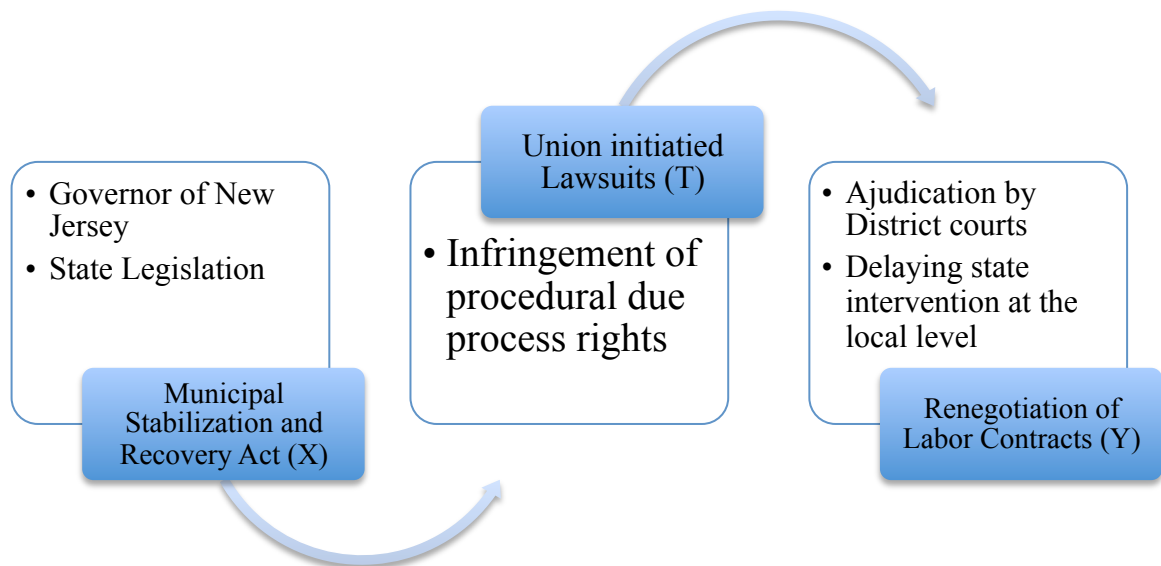 • Governor of New
Jersey
• State Legislation
Municipal
Stabilization and
Recovery Act (X)
Union initiatied
Lawsuits (T)
• Infringement of
procedural due
process rights
• Ajudication by
District courts
• Delaying state
intervention at the
local level
Renegotiation of
Labor Contracts (Y)